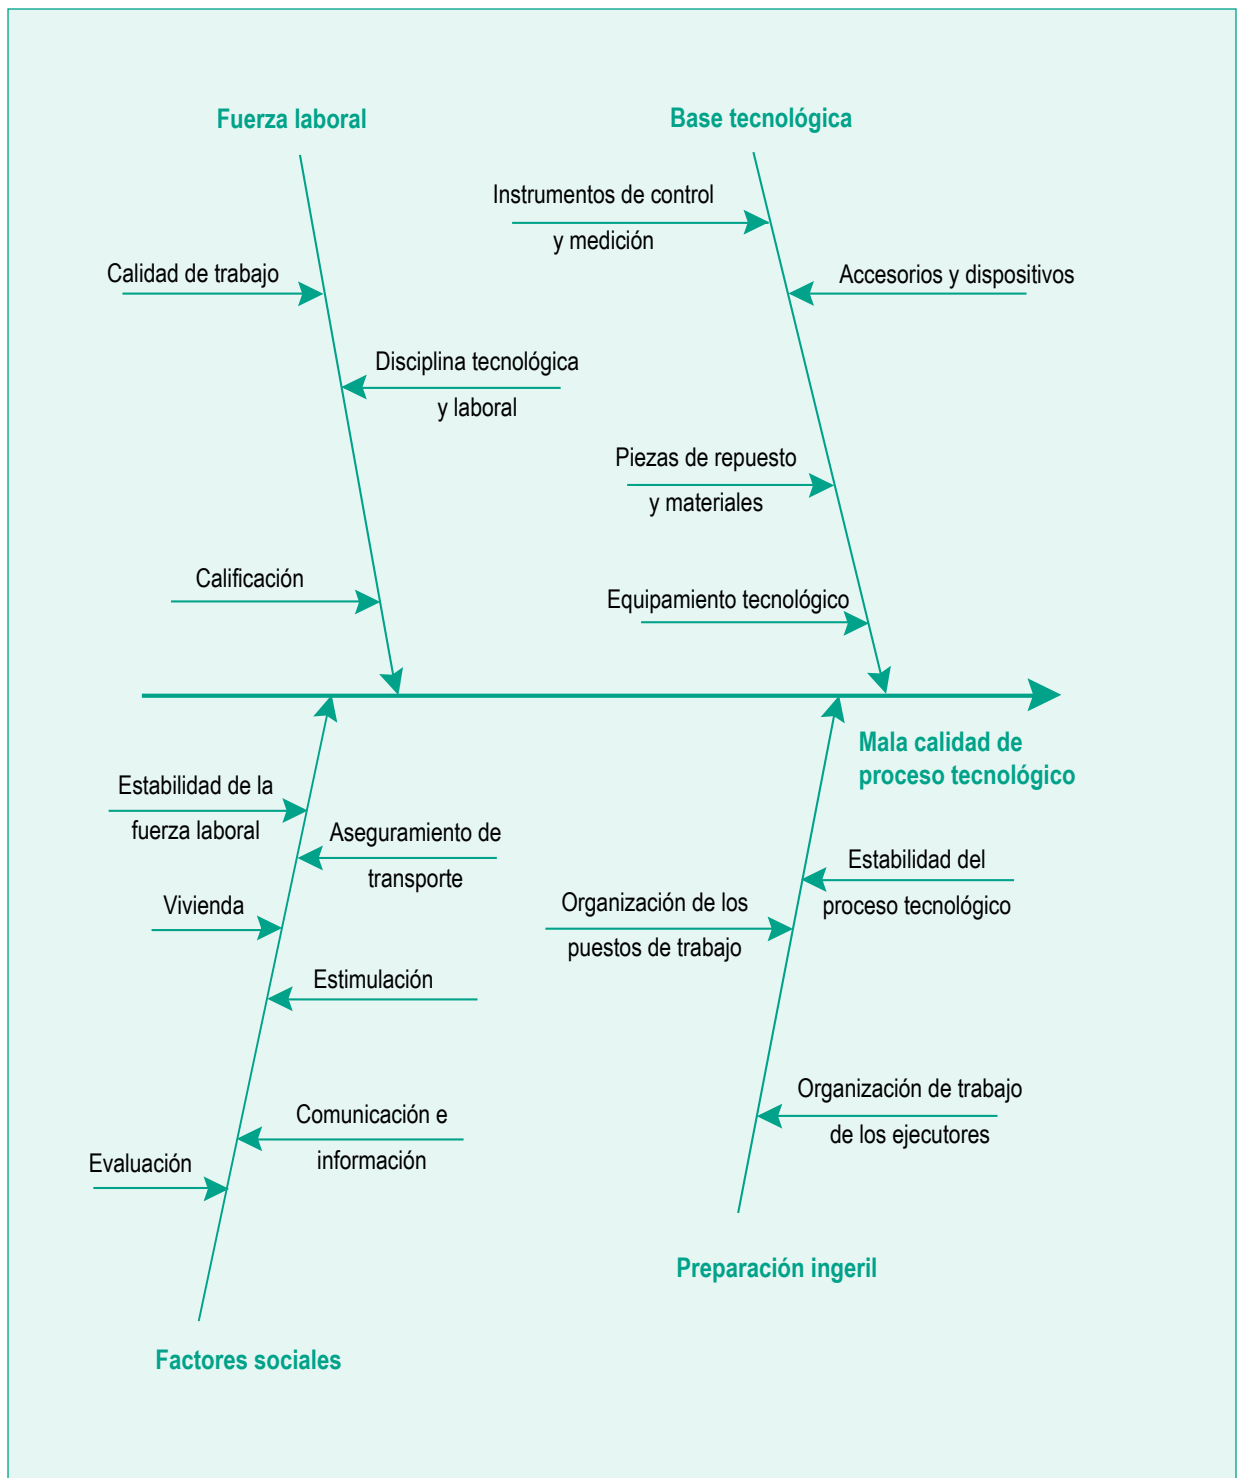 Fuerza laboral
Base tecnológica
Instrumentos de control
y medición
Calidad de trabajo
Accesorios y dispositivos
Disciplina tecnológica
y laboral
Piezas de repuesto
y materiales
Calificación
Equipamiento tecnológico
Mala calidad de
proceso tecnológico
Estabilidad de la
fuerza laboral
Aseguramiento de
transporte
Estabilidad del
proceso tecnológico
Vivienda
Organización de los
puestos de trabajo
Estimulación
Comunicación e
información
Organización de trabajo
de los ejecutores
Evaluación
Preparación ingeril
Factores sociales